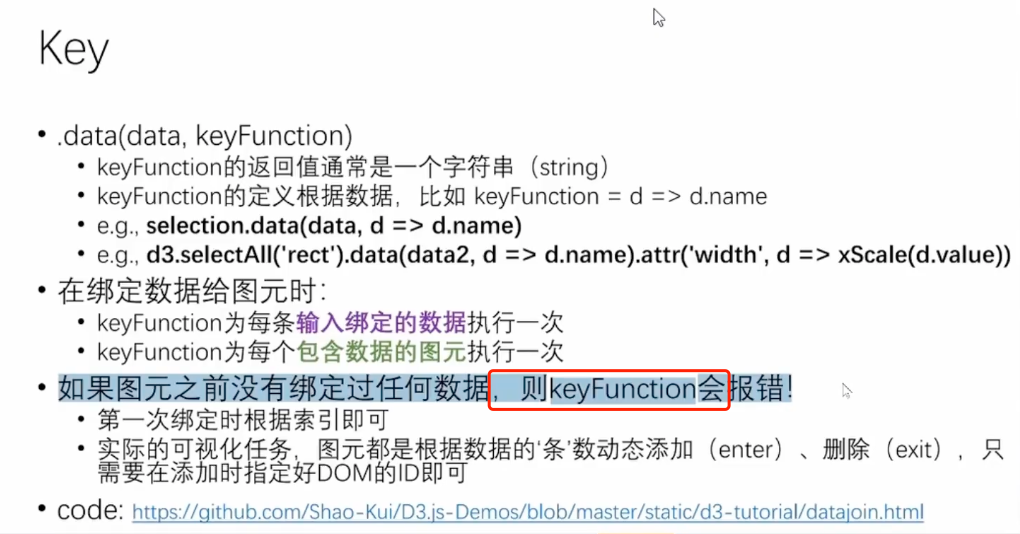 Key
• .data(data, keyFunction)
• keyFunction的返回值通常是一个字符串（string）
• keyFunction的定义根据数据，比如 keyFunction = d => d.name
• e.g., selection.data(data, d => d.name)
• e.g., d3.selectAll('rect').data(data2, d => d.name).attr('width', d => xScale(d.value))
• 在绑定数据给图元时：
• keyFunction为每条输入绑定的数据执行一次
• keyFunction为每个包含数据的图元执行一次
• 如果图元之前没有绑定过任何数据，则keyFunction会报错!
• 第一次绑定时根据索引即可
• 实际的可视化任务，图元都是根据数据的‘条’数动态添加（enter）、删除（exit），只
需要在添加时指定好DOM的ID即可
• code: https://github.com/Shao-Kui/D3.js-Demos/blob/master/static/d3-tutorial/datajoin.html